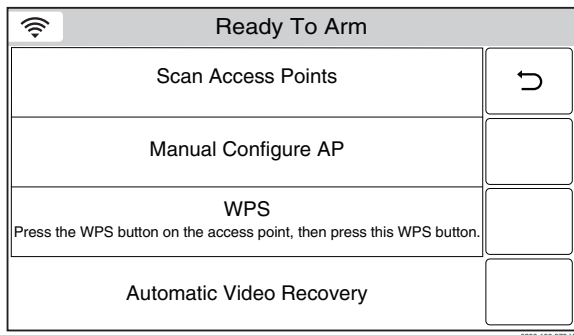 Ready To Arm
Scan Access Points
Manual Configure AP
WPS
Press the WPS button on the access point, then press this WPS button.
Automatic Video Recovery